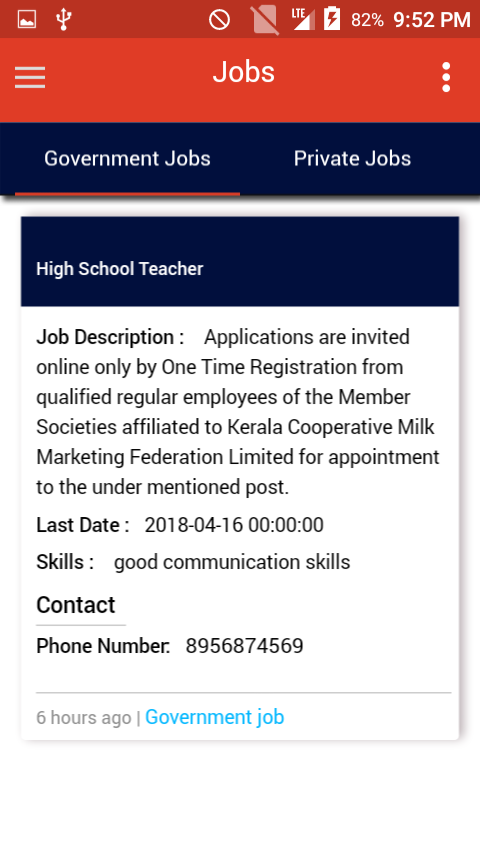 LTE 82% 9:52 PM
Jobs
Government Jobs Private Jobs
High School Teacher
Job Description : Applications are invited
online only by One Time Registration from
qualified regular employees of the Member
Societies affiliated to Kerala Cooperative Milk
Marketing Federation Limited for appointment
to the under mentioned post.
Last Date : 2018-04-16 00:00:00
Skills : good communication skills
Contact
Phone Number: 8956874569
6 hours ago | Government job